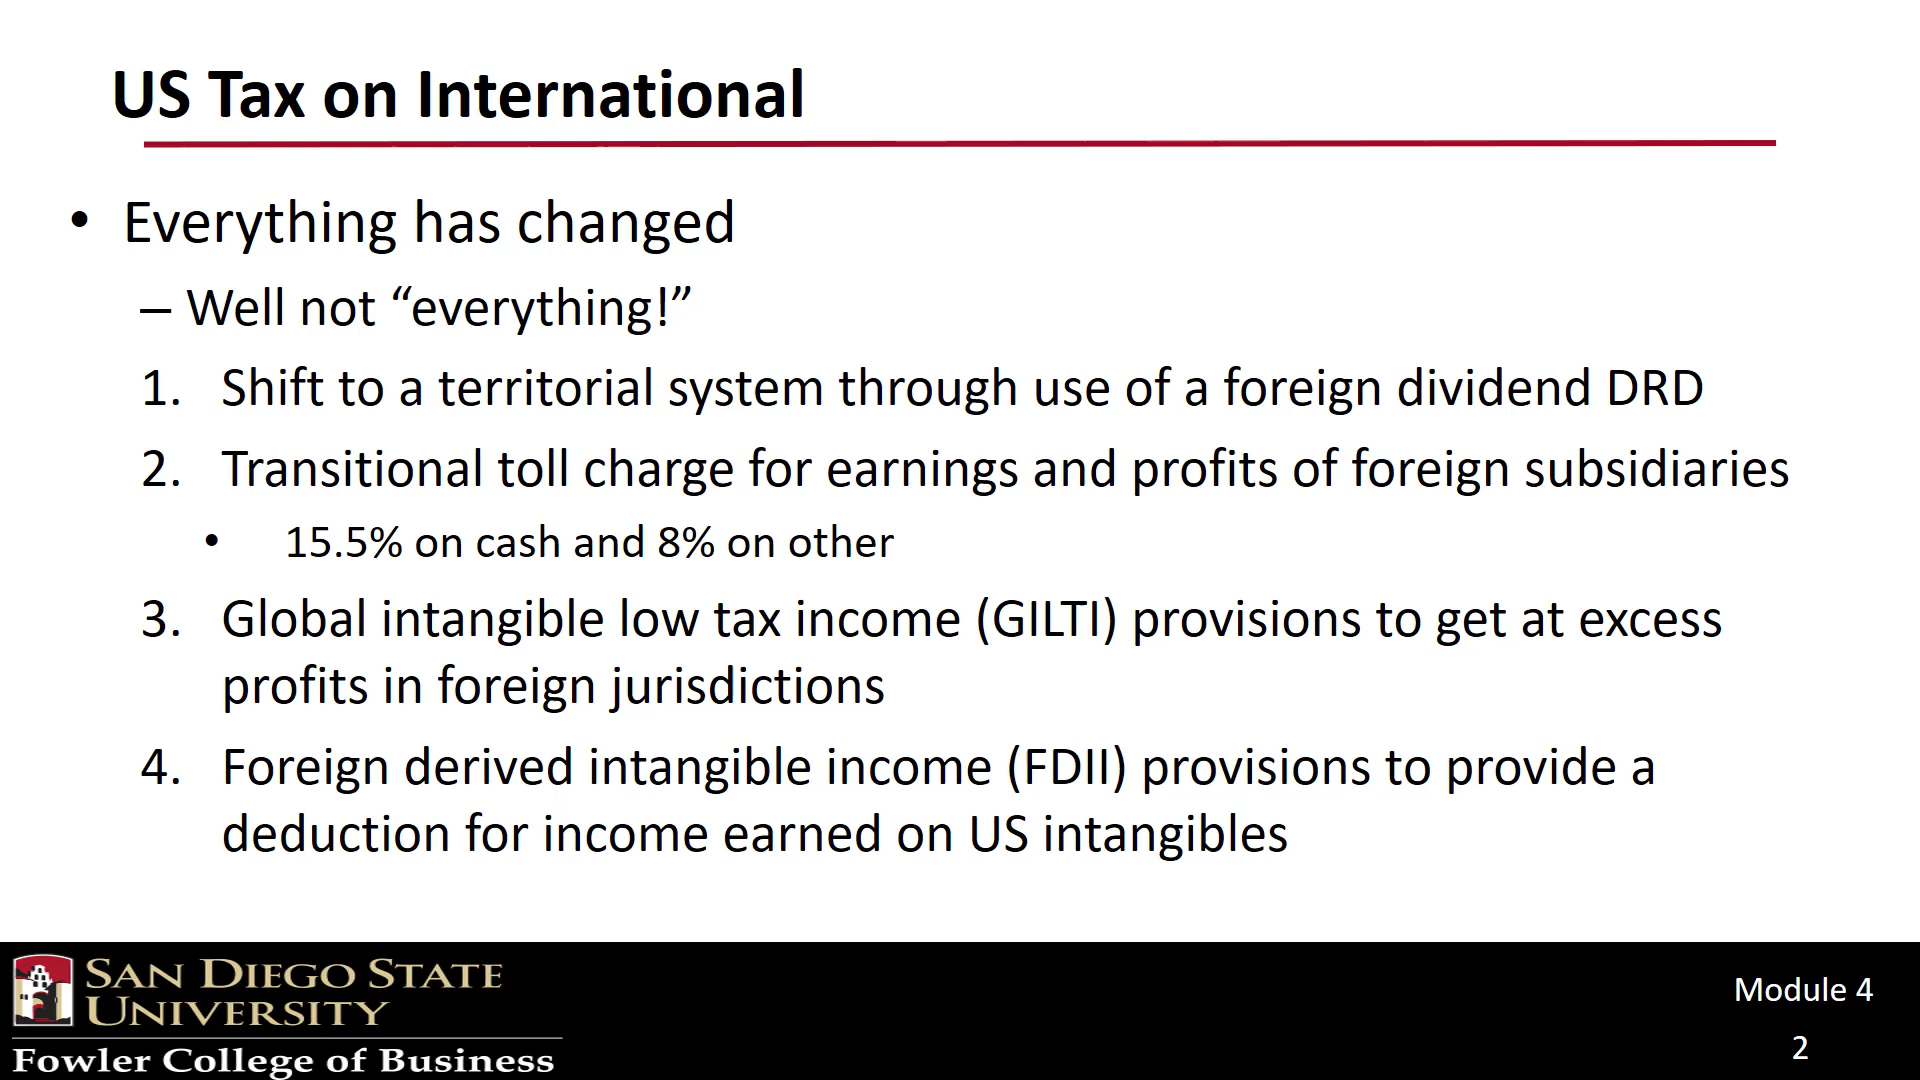 US Tax on International
• Everything has changed
– Well not “everything!”
1. Shift to a territorial system through use of a foreign dividend DRD
2. Transitional toll charge for earnings and profits of foreign subsidiaries
• 15.5% on cash and 8% on other
3. Global intangible low tax income (GILTI) provisions to get at excess
profits in foreign jurisdictions
4. Foreign derived intangible income (FDII) provisions to provide a
deduction for income earned on US intangibles
SAN DIEGO STATE
UNIVERSITY
Fowler College of Business
Module 4
2